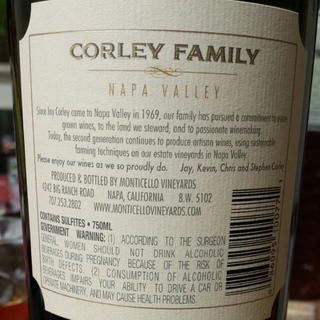 CORLEY FAMILY
NAPA VALLEY
Since Jay Corley came to Napa Valley in 1969, our family has pursued a commitment to estate
grown wines, to the land we steward, and to passionate winemaking.
Today, the second generation continues to produce artisan wines, using sustainable
farming techniques on our estate vineyards in Napa Valley.
Please enjoy our wines as we so proudly do. Jay, Kevin, Chris and Stephen Corley
PRODUCED & BOTTLED BY MONTICELLO VINEYARDS
4242 BIG RANCH ROAD NAPA, CALIFORNIA B.W. 5102
707.253.2802 WWW.MONTICELLOVINEYARDS.COM
CONTAINS SULFITES • 750ML
GOVERNMENT WARNING: (1) ACCORDING TO THE SURGEON
GENERAL, WOMEN SHOULD NOT DRINK ALCOHOLIC
BEVERAGES DURING PREGNANCY BECAUSE OF THE RISK OF
BIRTH DEFECTS. (2) CONSUMPTION OF ALCOHOLIC
BEVERAGES IMPAIRS YOUR ABILITY TO DRIVE A CAR OR
OPERATE MACHINERY, AND MAY CAUSE HEALTH PROBLEMS.